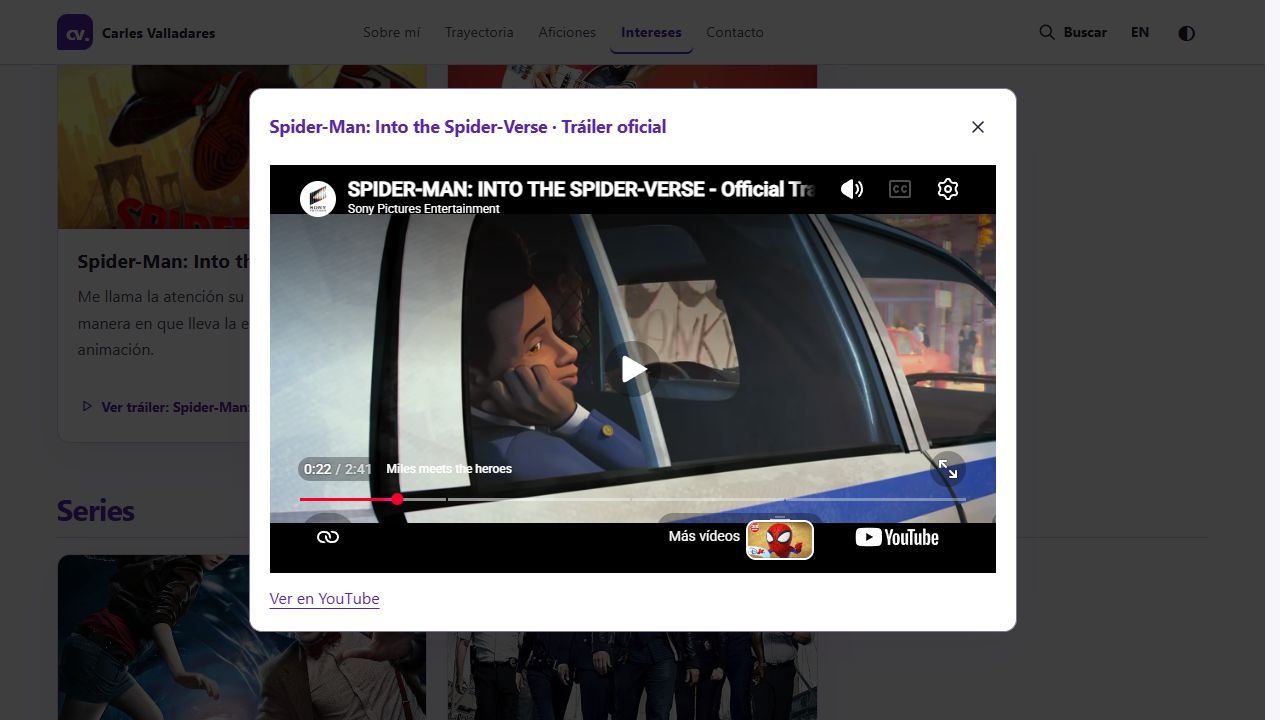 cv.
Carles Valladares
Sobre mí
Trayectoria
Aficiones
Intereses
Contacto
Buscar
EN
Spider-Man: Into the Spider-Verse · Tráiler oficial
SPIDER-MAN: INTO THE SPIDER-VERSE - Official Tra
Sony Pictures Entertainment
CC
0:22 / 2:41
Miles meets the heroes
Más vídeos
YouTube
Ver en YouTube
Spider-Man: Into th
Me llama la atención su
manera en que lleva la e
animación.
Ver tráiler: Spider-Man:
Series